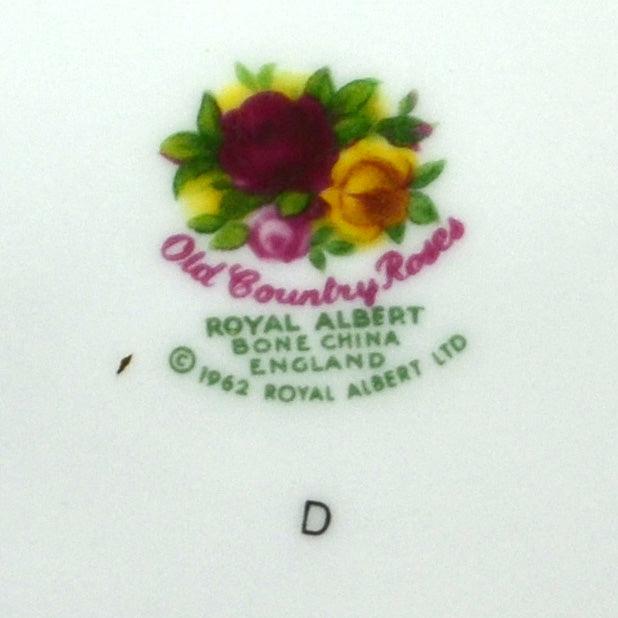 Old Country Roses
ROYAL ALBERT
BONE CHINA
ENGLAND
© 1962 ROYAL ALBERT LTD
D